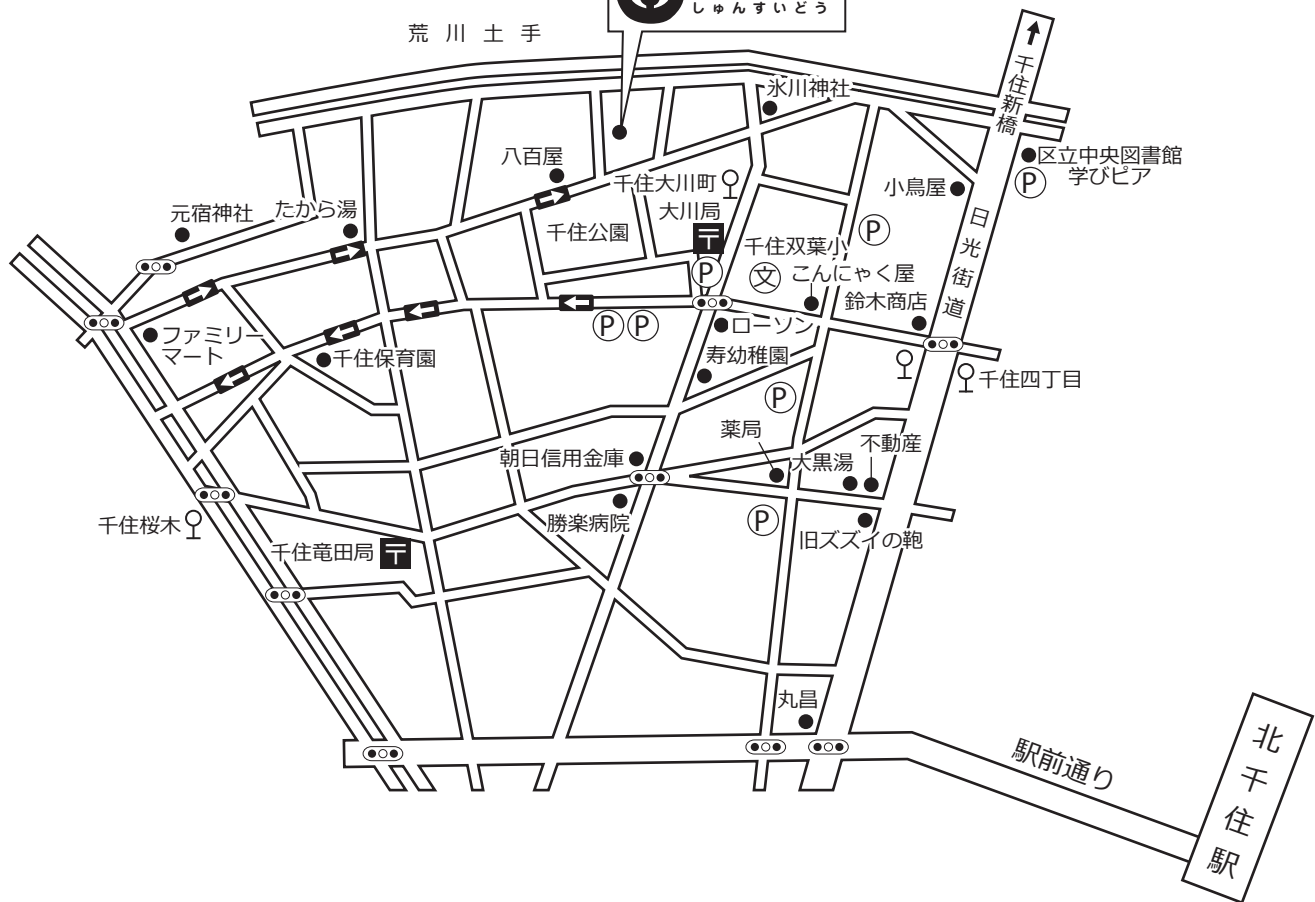 しゅんすいどう
荒川土手
千住新橋
氷川神社
区立中央図書館
学びピア
P
八百屋
千住大川町
小鳥屋
元宿神社
たから湯
大川局
〒
千住公園
日光街道
P
千住双葉小
文
こんにゃく屋
P
鈴木商店
P
P
ローソン
ファミリー
マート
千住保育園
寿幼稚園
千住四丁目
P
薬局
不動産
朝日信用金庫
大黒湯
勝楽病院
P
千住桜木
旧ズズイの鞄
千住竜田局
〒
丸昌
駅前通り
北千住駅